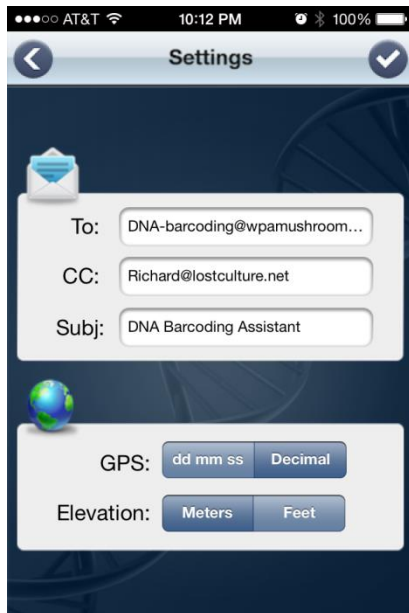 AT&T 10:12 PM 100%
Settings
To: DNA-barcoding@wpamushroom...
CC: Richard@lostculture.net
Subj: DNA Barcoding Assistant
GPS: dd mm ss Decimal
Elevation: Meters Feet